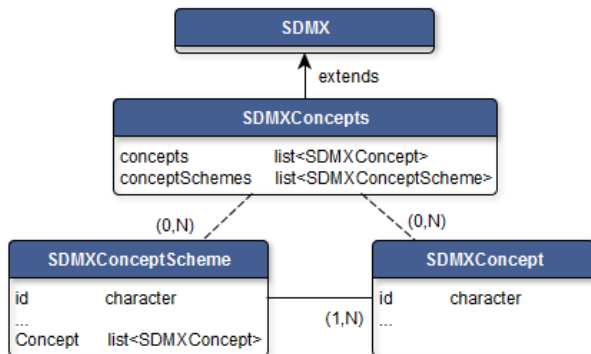 SDMX
extends
SDMXConcepts
concepts list<SDMXConcept>
conceptSchemes list<SDMXConceptScheme>
(0,N) (0,N)
SDMXConceptScheme
id character
...
Concept list<SDMXConcept>
(1,N)
SDMXConcept
id character
...